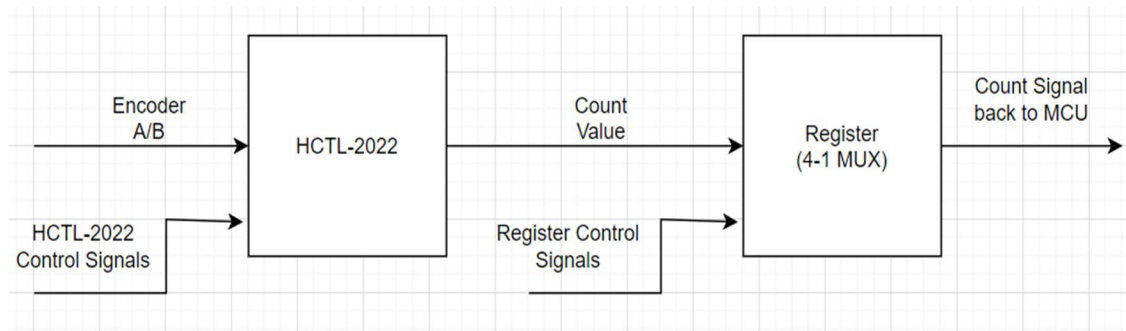 Encoder
A/B
HCTL-2022
Control Signals
HCTL-2022
Count
Value
Register Control
Signals
Register
(4-1 MUX)
Count Signal
back to MCU